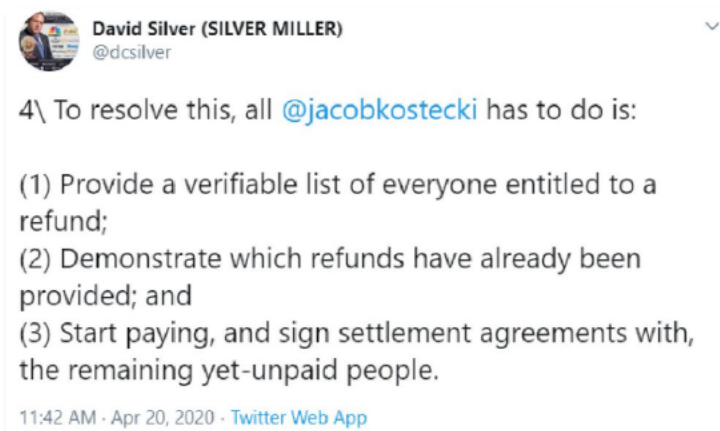 David Silver (SILVER MILLER)
@dcsilver
4\ To resolve this, all @jacobkostecki has to do is:
(1) Provide a verifiable list of everyone entitled to a
refund;
(2) Demonstrate which refunds have already been
provided; and
(3) Start paying, and sign settlement agreements with,
the remaining yet-unpaid people.
11:42 AM · Apr 20, 2020 · Twitter Web App